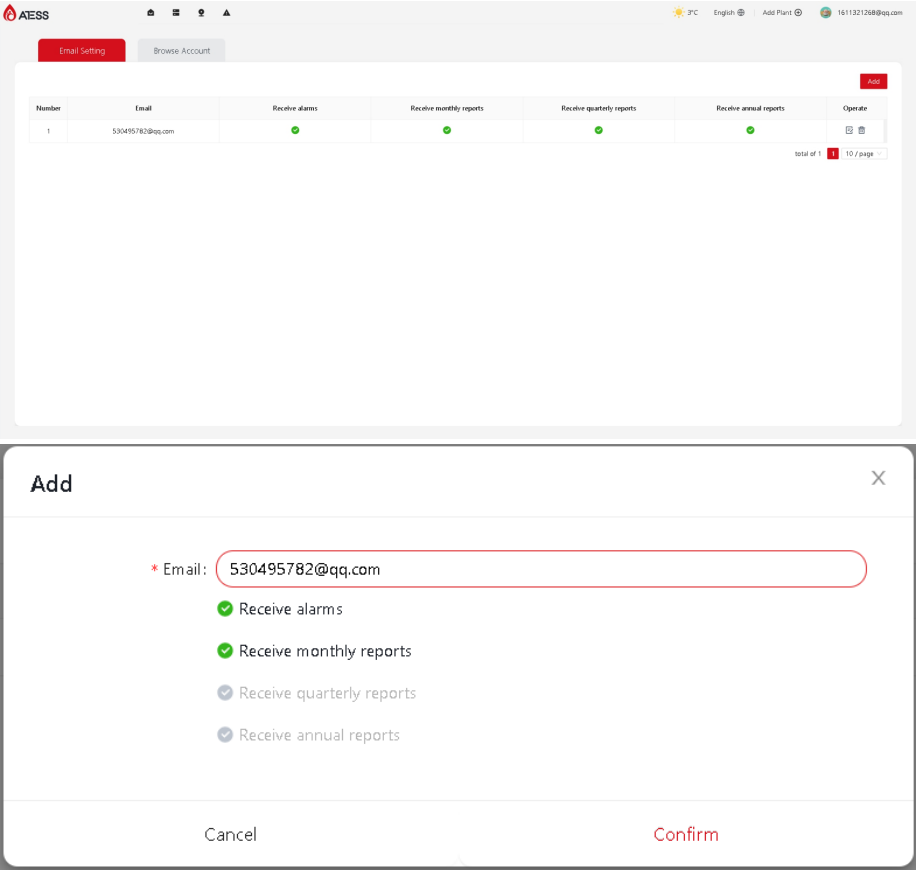 ATESS 3°C English Add Plant 1611321268@qq.com
Email Setting Browse Account
Add
Number Email Receive alarms Receive monthly reports Receive quarterly reports Receive annual reports Operate
1 530495782@qq.com
total of 1 1 10 / page
Add X
* Email: 530495782@qq.com
Receive alarms
Receive monthly reports
Receive quarterly reports
Receive annual reports
Cancel Confirm